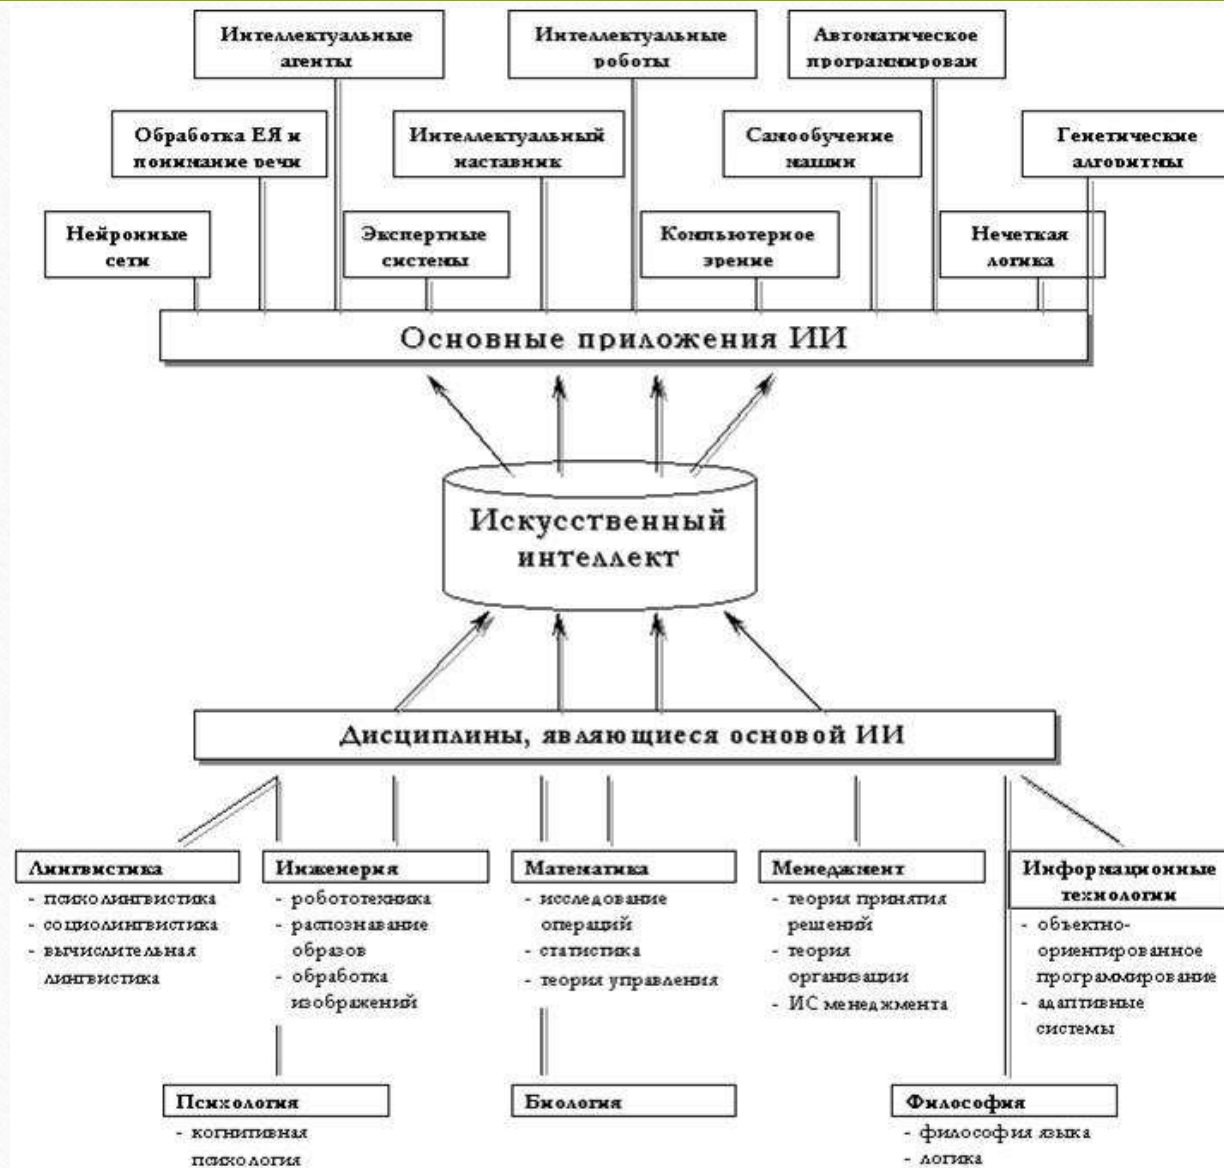 Интеллектуальные
агенты
Интеллектуальные
роботы
Автоматическое
программирован
Обработка ЕЯ и
понимание речи
Интеллектуальный
наставник
Самообучение
машин
Генетические
алгоритмы
Нейронные
сети
Экспертные
системы
Компьютерное
зрение
Нечеткая
логика
Основные приложения ИИ
Искусственный
интеллект
Дисциплины, являющиеся основой ИИ
Лингвистика
- психолингвистика
- социолингвистика
- вычислительная
лингвистика
Инженерия
- робототехника
- распознавание
образов
- обработка
изображений
Математика
- исследование
операций
- статистика
- теория управления
Менеджмент
- теория принятия
решений
- теория
организации
- ИС менеджмента
Информационные
технологии
- объектно-
ориентированное
программирование
- адаптивные
системы
Психология
- когнитивная
психология
Биология
Философия
- философия языка
- логика